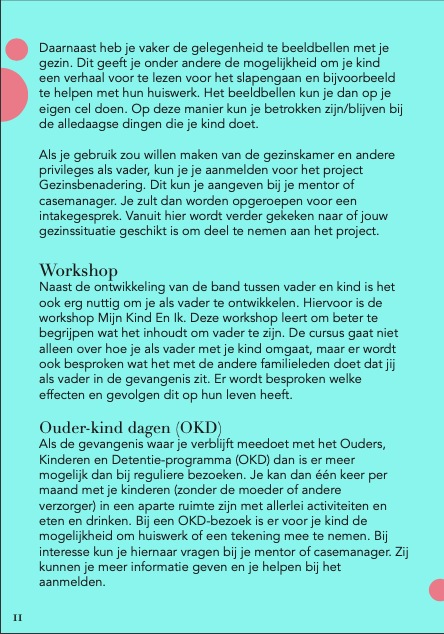 Daarnaast heb je vaker de gelegenheid te beeldbellen met je
gezin. Dit geeft je onder andere de mogelijkheid om je kind
een verhaal voor te lezen voor het slapengaan en bijvoorbeeld
te helpen met hun huiswerk. Het beeldbellen kun je dan op je
eigen cel doen. Op deze manier kun je betrokken zijn/blijven bij
de alledaagse dingen die je kind doet.
Als je gebruik zou willen maken van de gezinskamer en andere
privileges als vader, kun je je aanmelden voor het project
Gezinsbenadering. Dit kun je aangeven bij je mentor of
casemanager. Je zult dan worden opgeroepen voor een
intakegesprek. Vanuit hier wordt verder gekeken naar of jouw
gezinssituatie geschikt is om deel te nemen aan het project.
Workshop
Naast de ontwikkeling van de band tussen vader en kind is het
ook erg nuttig om je als vader te ontwikkelen. Hiervoor is de
workshop Mijn Kind En Ik. Deze workshop leert om beter te
begrijpen wat het inhoudt om vader te zijn. De cursus gaat niet
alleen over hoe je als vader met je kind omgaat, maar er wordt
ook besproken wat het met de andere familieleden doet dat jij
als vader in de gevangenis zit. Er wordt besproken welke
effecten en gevolgen dit op hun leven heeft.
Ouder-kind dagen (OKD)
Als de gevangenis waar je verblijft meedoet met het Ouders,
Kinderen en Detentie-programma (OKD) dan is er meer
mogelijk dan bij reguliere bezoeken. Je kan dan één keer per
maand met je kinderen (zonder de moeder of andere
verzorger) in een aparte ruimte zijn met allerlei activiteiten en
eten en drinken. Bij een OKD-bezoek is er voor je kind de
mogelijkheid om huiswerk of een tekening mee te nemen. Bij
interesse kun je hiernaar vragen bij je mentor of casemanager. Zij
kunnen je meer informatie geven en je helpen bij het
aanmelden.
11